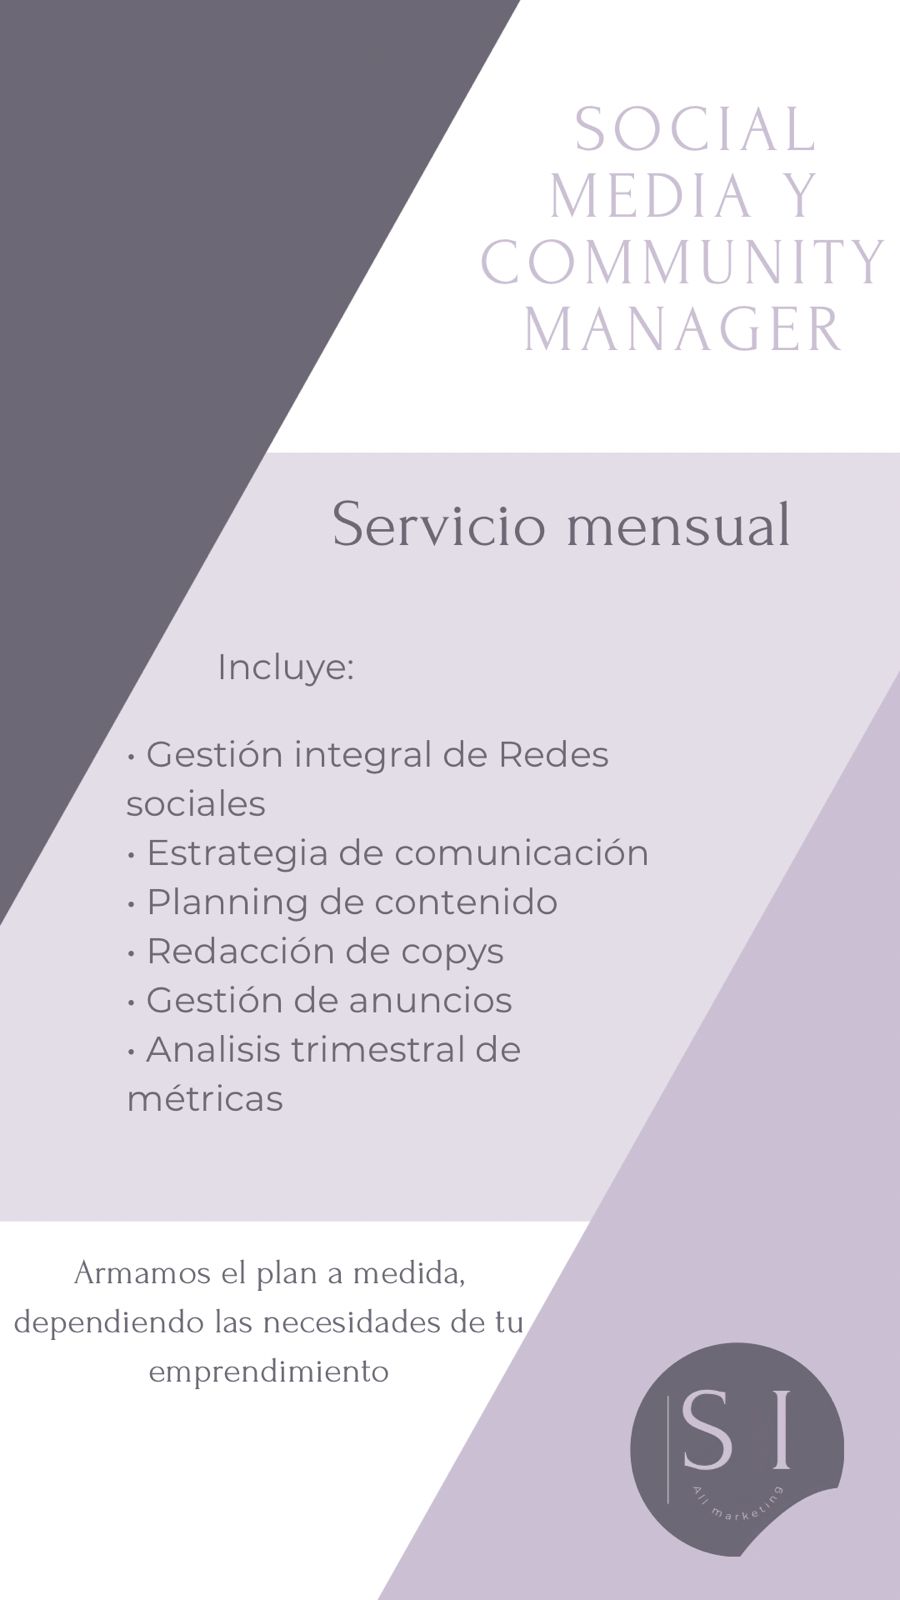 SOCIAL
MEDIA Y
COMMUNITY
MANAGER
Servicio mensual
Incluye:
• Gestión integral de Redes
sociales
• Estrategia de comunicación
• Planning de contenido
• Redacción de copys
• Gestión de anuncios
• Analisis trimestral de
métricas
Armamos el plan a medida,
dependiendo las necesidades de tu
emprendimiento
SI
All marketing